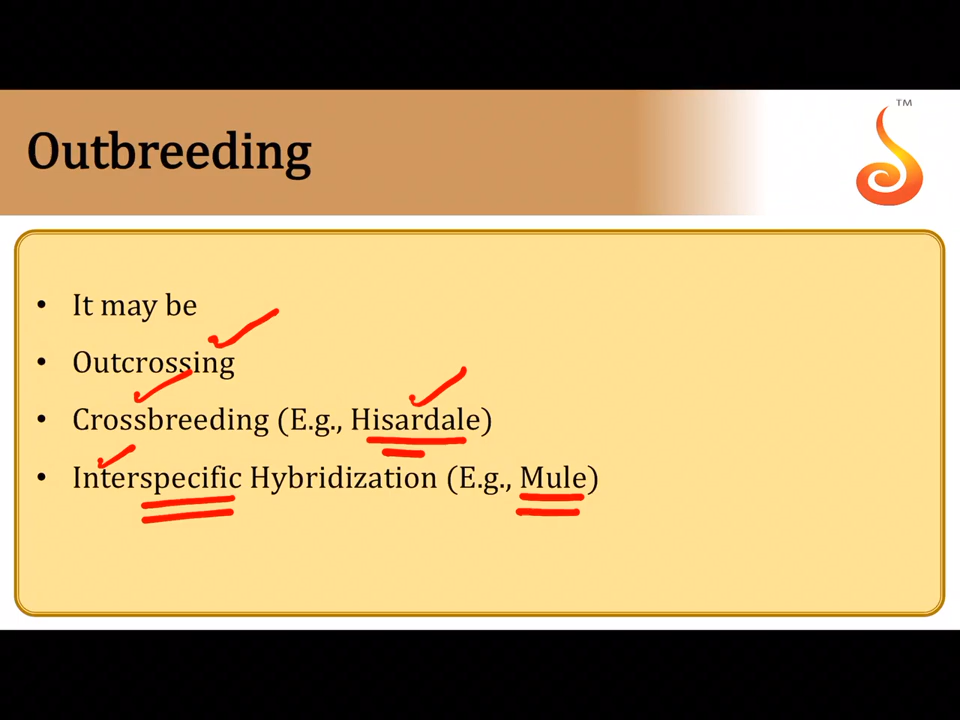 TM
Outbreeding
• It may be
• Outcrossing
• Crossbreeding (E.g., Hisardale)
• Interspecific Hybridization (E.g., Mule)